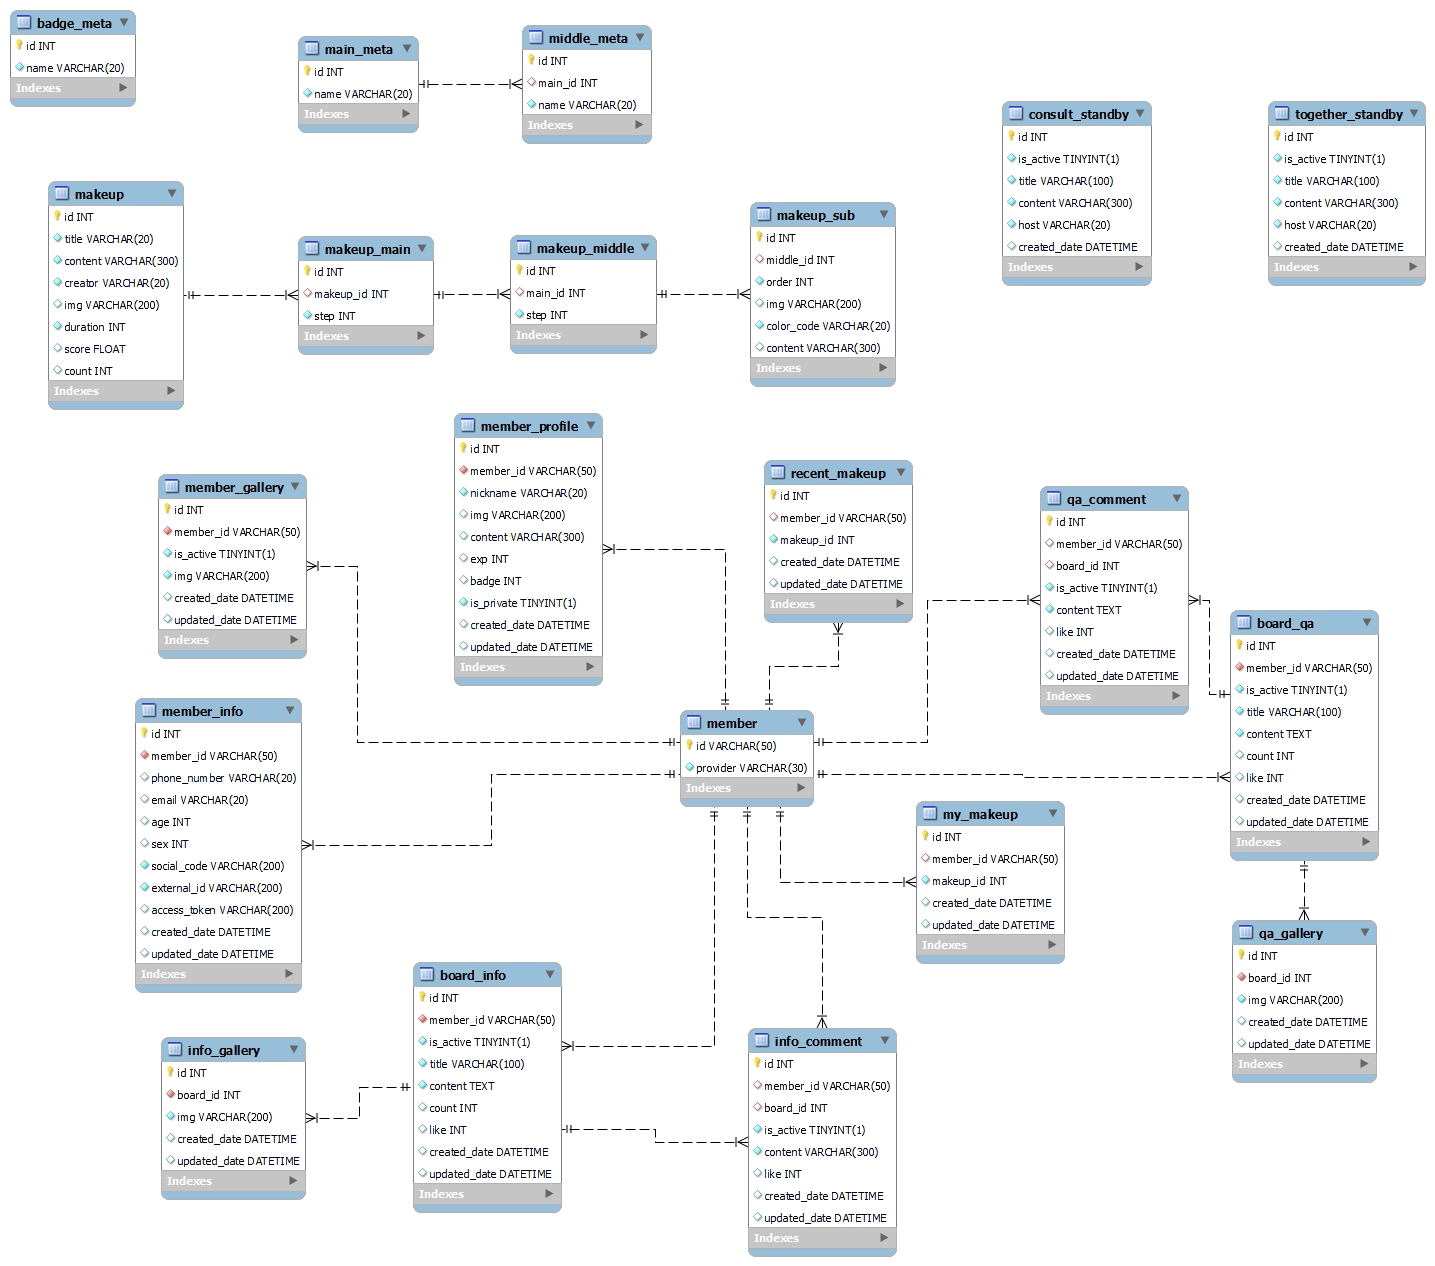 badge_meta
id INT
name VARCHAR(20)
Indexes
main_meta
id INT
name VARCHAR(20)
Indexes
middle_meta
id INT
main_id INT
name VARCHAR(20)
Indexes
consult_standby
id INT
is_active TINYINT(1)
title VARCHAR(100)
content VARCHAR(300)
host VARCHAR(20)
created_date DATETIME
Indexes
together_standby
id INT
is_active TINYINT(1)
title VARCHAR(100)
content VARCHAR(300)
host VARCHAR(20)
created_date DATETIME
Indexes
makeup
id INT
title VARCHAR(20)
content VARCHAR(300)
creator VARCHAR(20)
img VARCHAR(200)
duration INT
score FLOAT
count INT
Indexes
makeup_main
id INT
makeup_id INT
step INT
Indexes
makeup_middle
id INT
main_id INT
step INT
Indexes
makeup_sub
id INT
middle_id INT
order INT
img VARCHAR(200)
color_code VARCHAR(20)
content VARCHAR(300)
Indexes
member_gallery
id INT
member_id VARCHAR(50)
is_active TINYINT(1)
img VARCHAR(200)
created_date DATETIME
updated_date DATETIME
Indexes
member_profile
id INT
member_id VARCHAR(50)
nickname VARCHAR(20)
img VARCHAR(200)
content VARCHAR(300)
exp INT
badge INT
is_private TINYINT(1)
created_date DATETIME
updated_date DATETIME
Indexes
recent_makeup
id INT
member_id VARCHAR(50)
makeup_id INT
created_date DATETIME
updated_date DATETIME
Indexes
qa_comment
id INT
member_id VARCHAR(50)
board_id INT
is_active TINYINT(1)
content TEXT
like INT
created_date DATETIME
updated_date DATETIME
Indexes
board_qa
id INT
member_id VARCHAR(50)
is_active TINYINT(1)
title VARCHAR(100)
content TEXT
count INT
like INT
created_date DATETIME
updated_date DATETIME
Indexes
member_info
id INT
member_id VARCHAR(50)
phone_number VARCHAR(20)
email VARCHAR(20)
age INT
sex INT
social_code VARCHAR(200)
external_id VARCHAR(200)
access_token VARCHAR(200)
created_date DATETIME
updated_date DATETIME
Indexes
member
id VARCHAR(50)
provider VARCHAR(30)
Indexes
my_makeup
id INT
member_id VARCHAR(50)
makeup_id INT
created_date DATETIME
updated_date DATETIME
Indexes
qa_gallery
id INT
board_id INT
img VARCHAR(200)
created_date DATETIME
updated_date DATETIME
Indexes
info_gallery
id INT
board_id INT
img VARCHAR(200)
created_date DATETIME
updated_date DATETIME
Indexes
board_info
id INT
member_id VARCHAR(50)
is_active TINYINT(1)
title VARCHAR(100)
content TEXT
count INT
like INT
created_date DATETIME
updated_date DATETIME
Indexes
info_comment
id INT
member_id VARCHAR(50)
board_id INT
is_active TINYINT(1)
content VARCHAR(300)
like INT
created_date DATETIME
updated_date DATETIME
Indexes